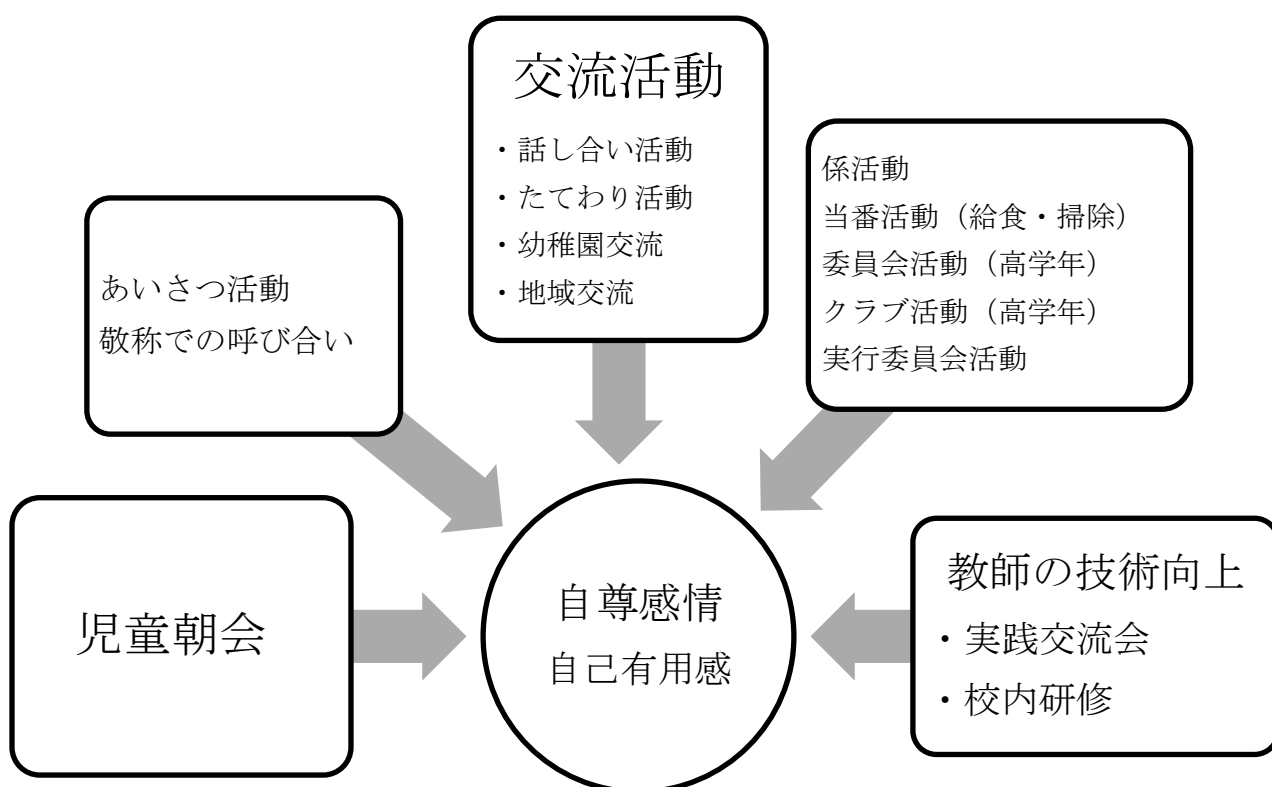 交流活動
・話し合い活動
・たてわり活動
・幼稚園交流
・地域交流
係活動
当番活動（給食・掃除）
委員会活動（高学年）
クラブ活動（高学年）
実行委員会活動
あいさつ活動
敬称での呼び合い
児童朝会
自尊感情
自己有用感
教師の技術向上
・実践交流会
・校内研修